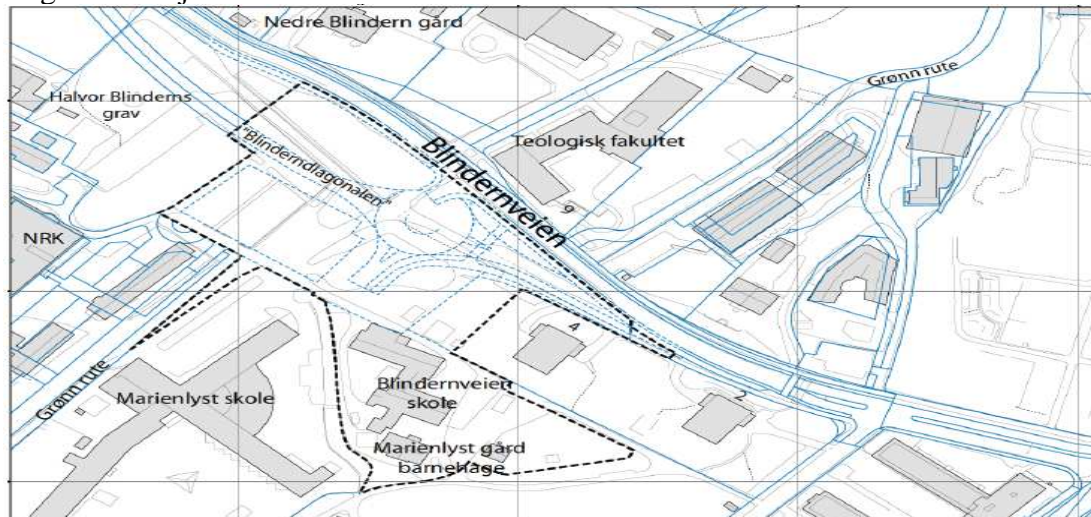 Nedre Blindern gård
Grønn rute
Halvor Blinderns
grav
"Blinderndiagonalen"
Blindernveien
Teologisk fakultet
9
NRK
4
Blindernveien
skole
2
Grønn rute
Marienlyst skole
Marienlyst gård
barnehage